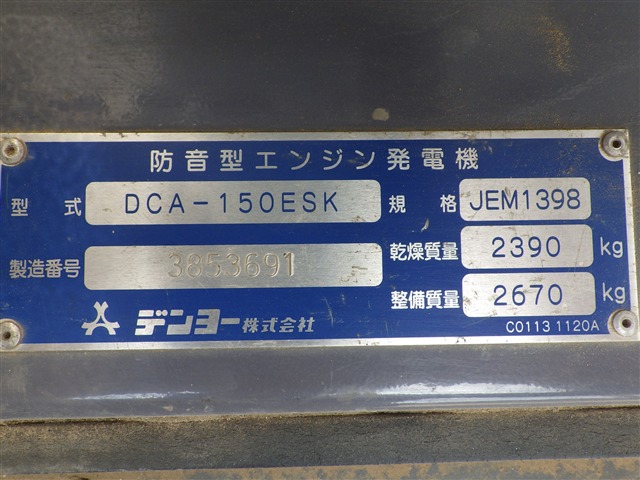 防音型エンジン発電機
型式 DCA-150ESK 規格 JEM1398
製造番号 3853691 乾燥質量 2390 kg
整備質量 2670 kg
デンヨー株式会社
C01131120A